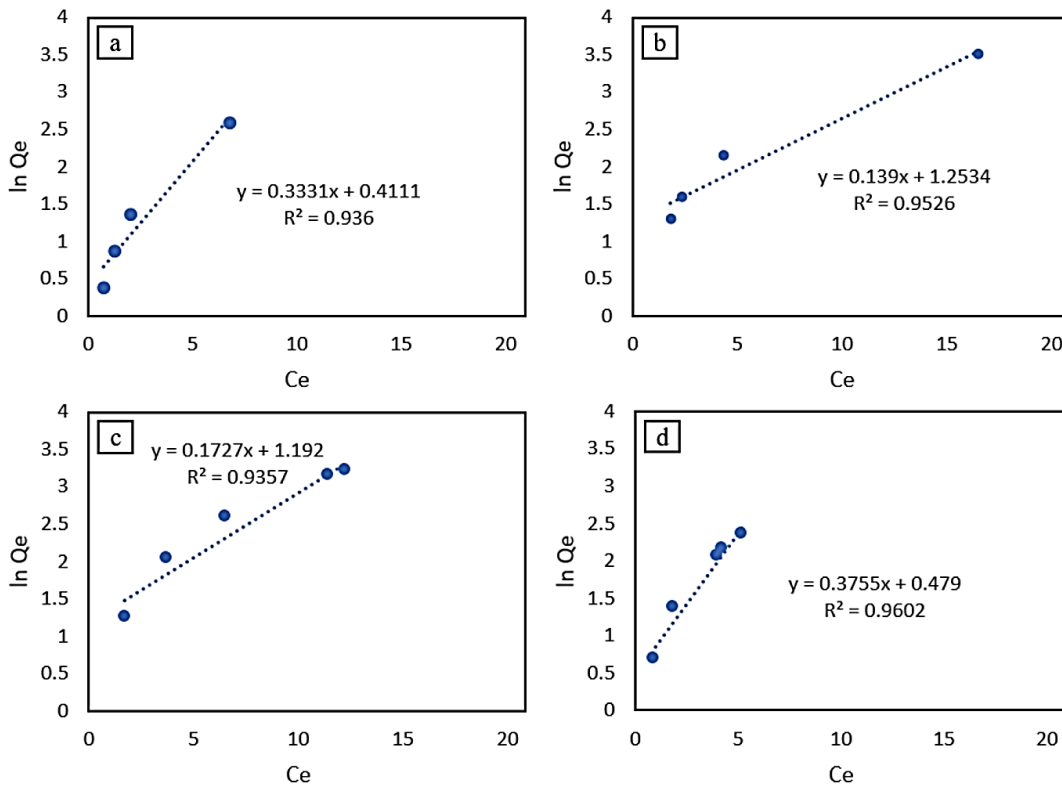 a
4
3.5
3
2.5
2
1.5
1
0.5
0
ln Qe
y = 0.3331x + 0.4111
R² = 0.936
0 5 10 15 20
Ce
b
4
3.5
3
2.5
2
1.5
1
0.5
0
ln Qe
y = 0.139x + 1.2534
R² = 0.9526
0 5 10 15 20
Ce
c
4
3.5
3
2.5
2
1.5
1
0.5
0
ln Qe
y = 0.1727x + 1.192
R² = 0.9357
0 5 10 15 20
Ce
d
4
3.5
3
2.5
2
1.5
1
0.5
0
ln Qe
y = 0.3755x + 0.479
R² = 0.9602
0 5 10 15 20
Ce